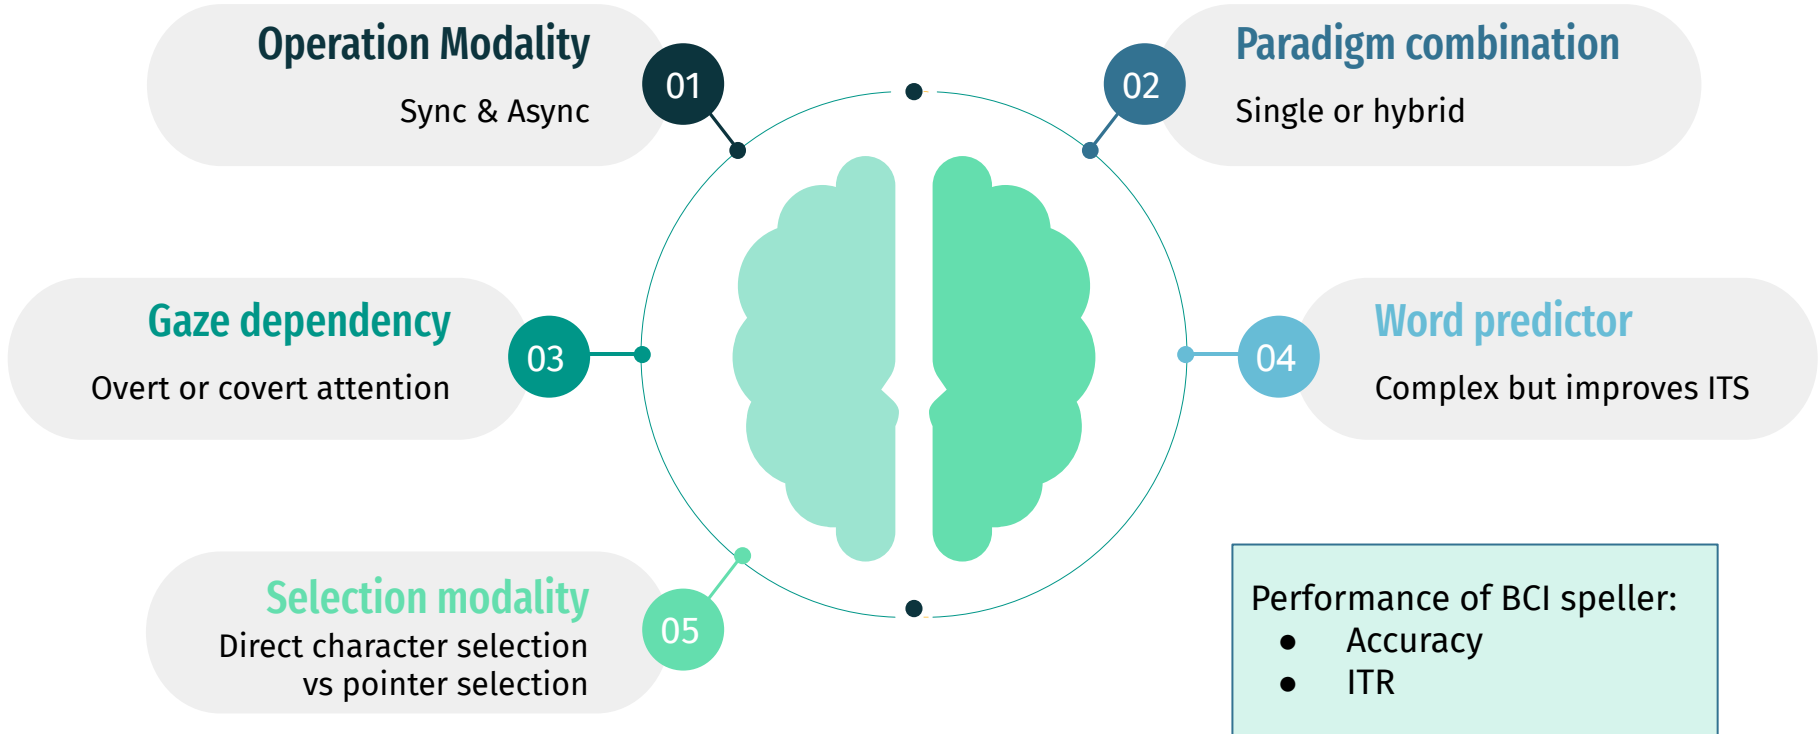 Operation Modality
Sync & Async
01
02
Paradigm combination
Single or hybrid
Gaze dependency
Overt or covert attention
03
04
Word predictor
Complex but improves ITS
Selection modality
Direct character selection
vs pointer selection
05
Performance of BCI speller:
● Accuracy
● ITR